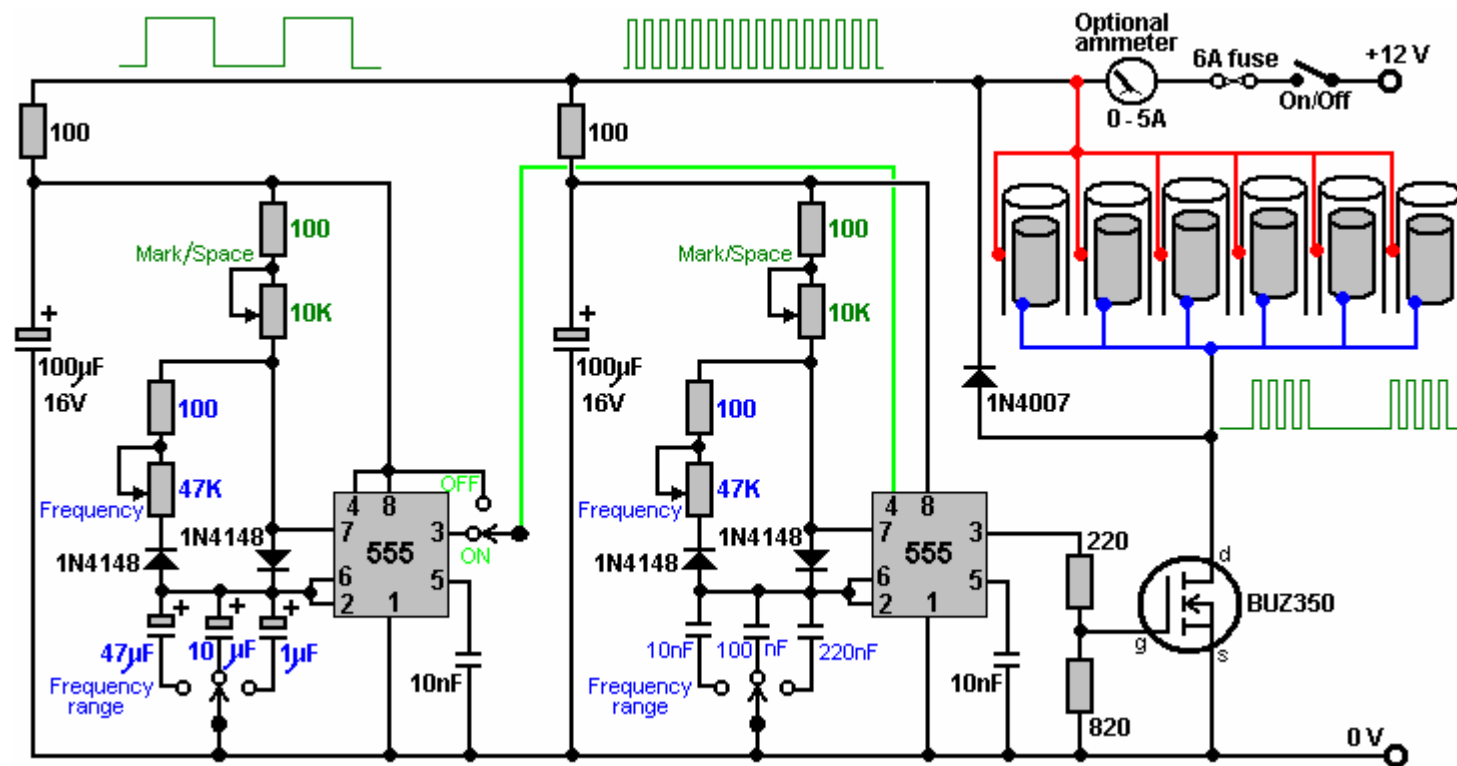 Optional
ammeter
6A fuse
+12 V
On/Off
0 - 5A
100
100
100
Mark/Space
10K
100
Mark/Space
10K
100µF
16V
100
47K
Frequency
100µF
16V
100
47K
Frequency
1N4007
OFF
ON
1N4148
1N4148
4 8
7
3
555
6
5
2
1
1N4148
1N4148
4 8
7
3
555
6
5
2
1
220
d
BUZ350
g
s
47µF
10 µF
1µF
Frequency
range
10nF
10nF
100 nF
220nF
Frequency
range
10nF
820
0 V